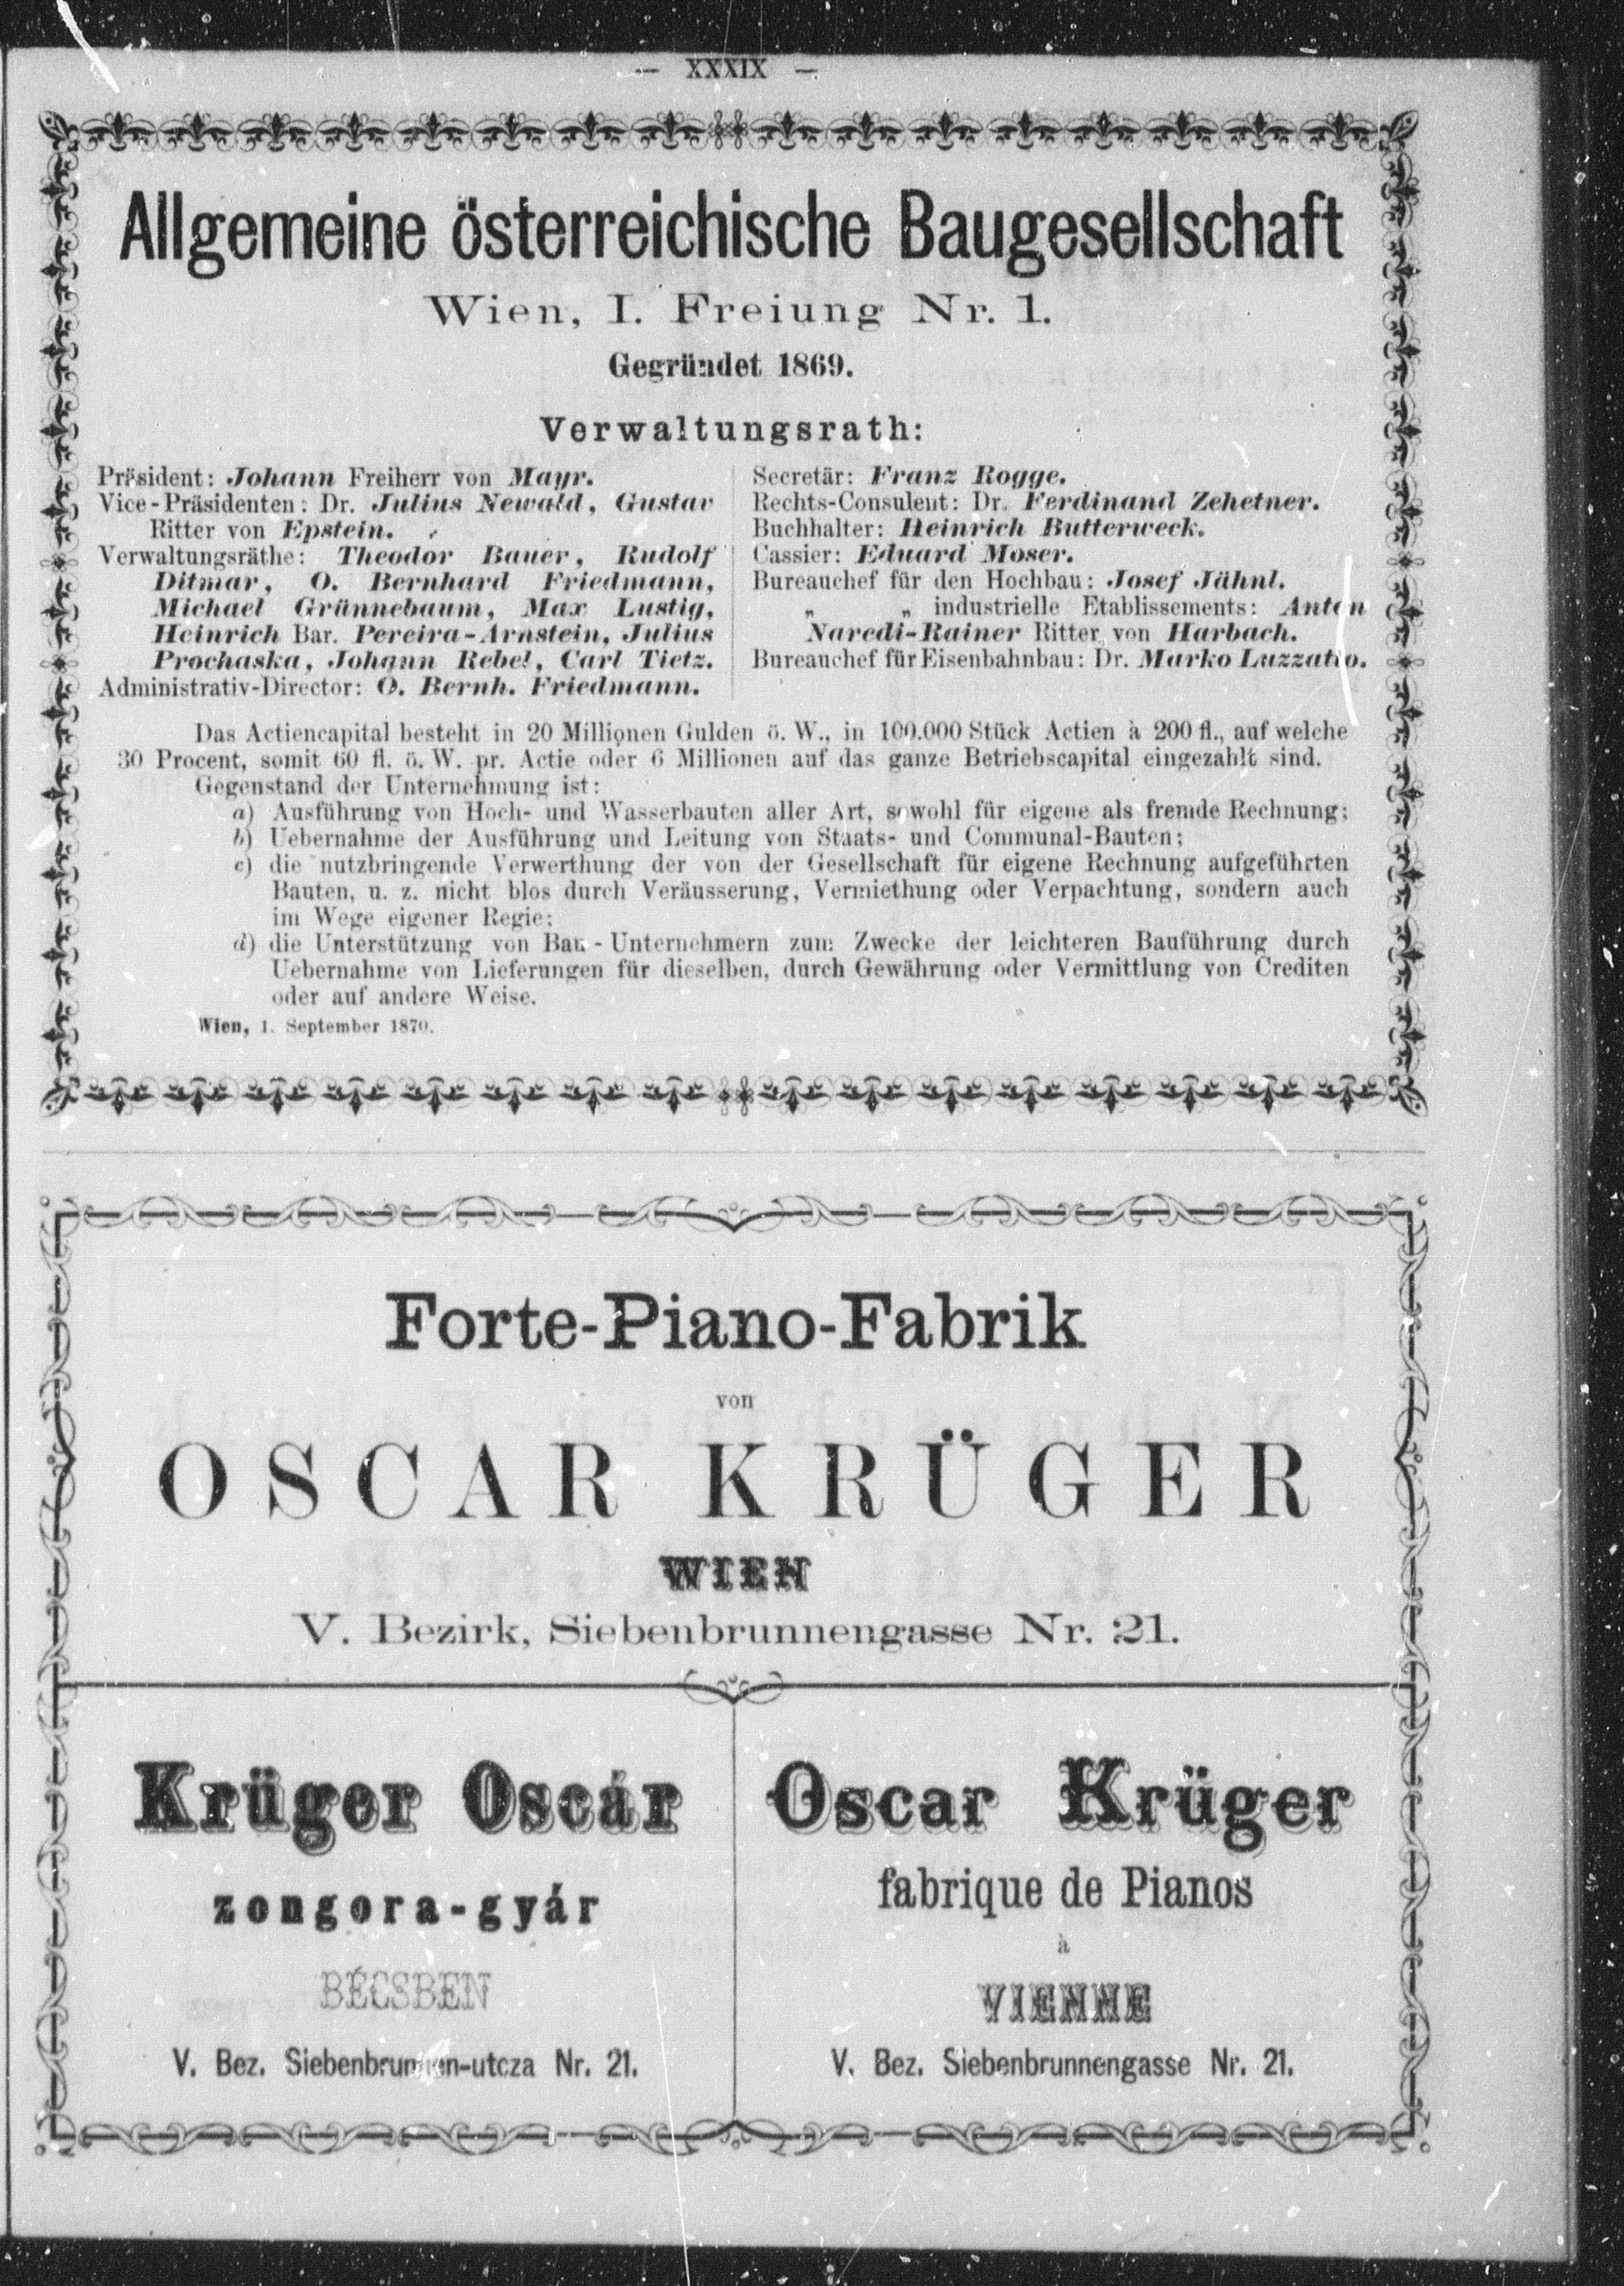 — XXXIX —
Allgemeine österreichische Baugesellschaft
Wien, I. Freiung Nr. 1.
Gegründet 1869.
Verwaltungsrath:
Präsident: Johann Freiherr von Mayr.
Vice-Präsidenten: Dr. Julius Newald, Gustav
Ritter von Epstein.
Verwaltungsräthe: Theodor Bauer, Rudolf
Ditmar, O. Bernhard Friedmann,
Michael Grünnebaum, Max Lustig,
Heinrich Bar. Pereira-Arnstein, Julius
Prochaska, Johann Rebel, Carl Tietz.
Administrativ-Director: O. Bernh. Friedmann.
Secretär: Franz Rogge.
Rechts-Consulent: Dr. Ferdinand Zehetner.
Buchhalter: Heinrich Butterweck.
Cassier: Eduard Moser.
Bureauchef für den Hochbau: Josef Jähnl.
„ „ industrielle Etablissements: Anton
Naredi-Rainer Ritter von Harbach.
Bureauchef für Eisenbahnbau: Dr. Marko Luzzatto.
Das Actiencapital besteht in 20 Millionen Gulden ö. W., in 100.000 Stück Actien à 200 fl., auf welche
30 Procent, somit 60 fl. ö. W. pr. Actie oder 6 Millionen auf das ganze Betriebscapital eingezahlt sind.
Gegenstand der Unternehmung ist:
a) Ausführung von Hoch- und Wasserbauten aller Art, sowohl für eigene als fremde Rechnung;
b) Uebernahme der Ausführung und Leitung von Staats- und Communal-Bauten;
c) die nutzbringende Verwerthung der von der Gesellschaft für eigene Rechnung aufgeführten
Bauten, u. z. nicht blos durch Veräusserung, Vermiethung oder Verpachtung, sondern auch
im Wege eigener Regie;
d) die Unterstützung von Bau-Unternehmern zum Zwecke der leichteren Bauführung durch
Uebernahme von Lieferungen für dieselben, durch Gewährung oder Vermittlung von Crediten
oder auf andere Weise.
Wien, 1. September 1870.
Forte-Piano-Fabrik
von
OSCAR KRÜGER
WIEN
V. Bezirk, Siebenbrunnengasse Nr. 21.
Krüger Oscár
zongora-gyár
BÉCSBEN
V. Bez. Siebenbrunnen-utcza Nr. 21.
Oscar Krüger
fabrique de Pianos
à
VIENNE
V. Bez. Siebenbrunnengasse Nr. 21.